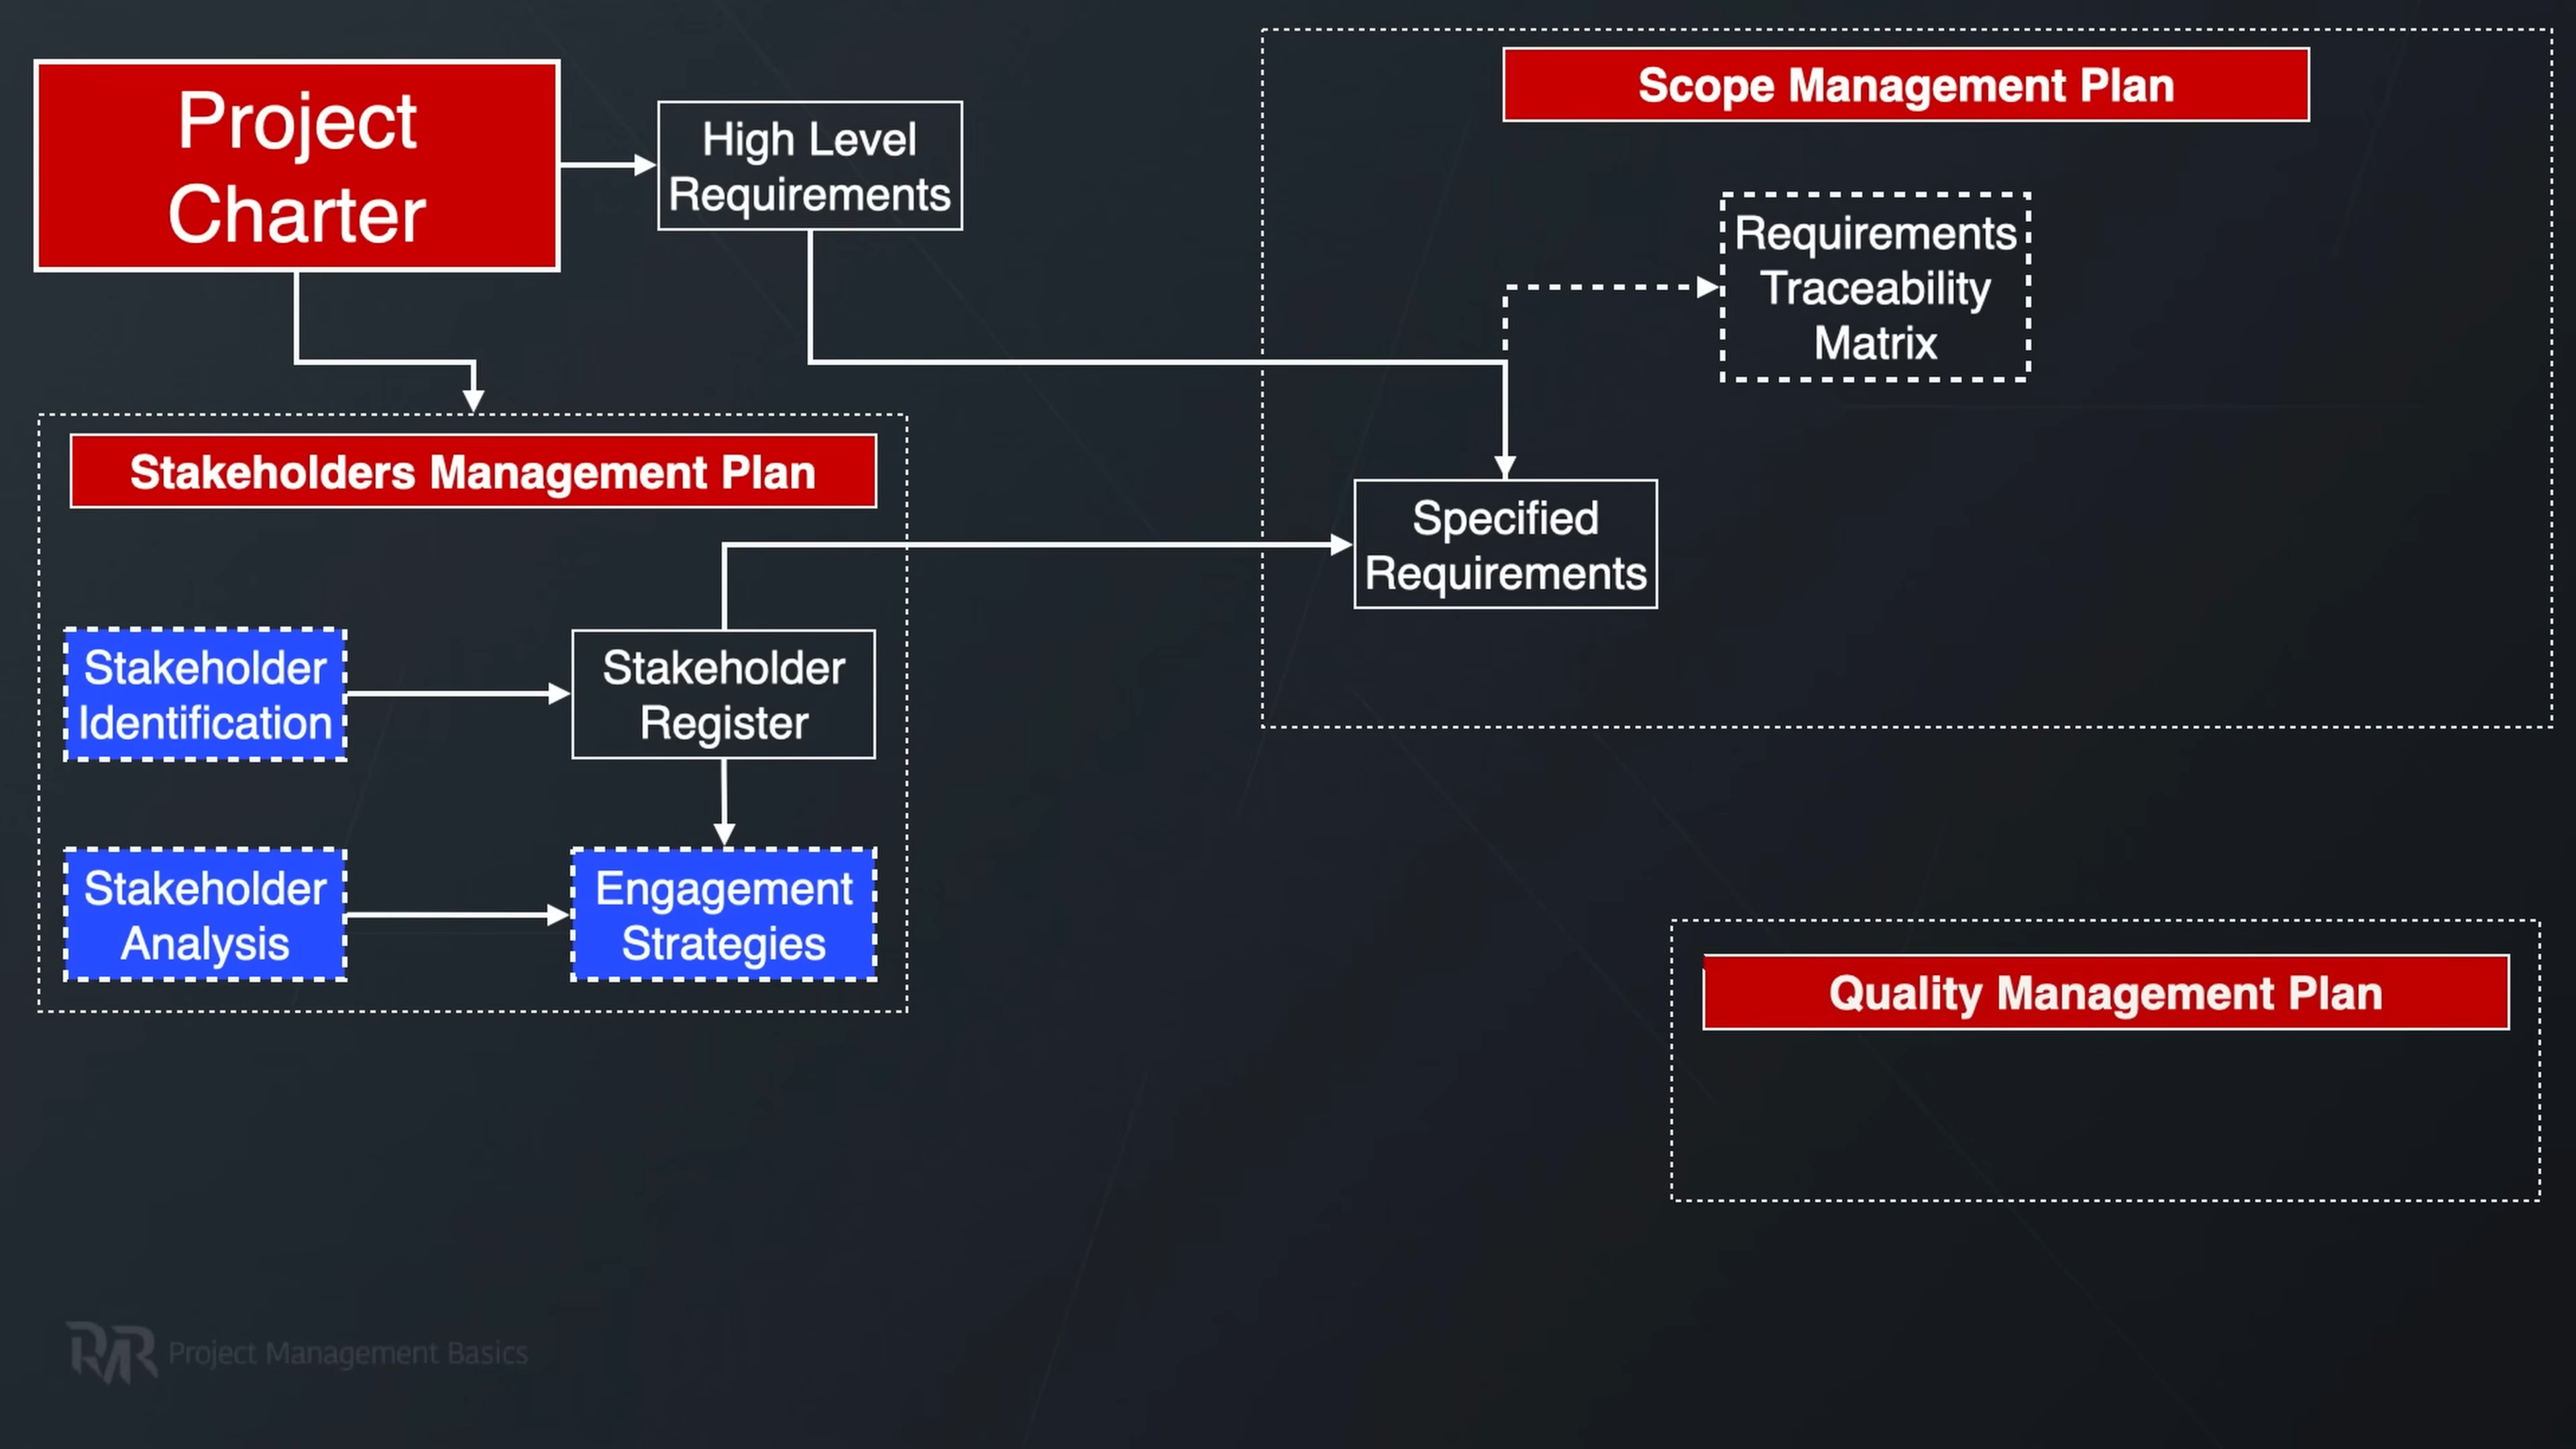 Project
Charter
High Level
Requirements
Scope Management Plan
Requirements
Traceability
Matrix
Stakeholders Management Plan
Specified
Requirements
Stakeholder
Identification
Stakeholder
Register
Stakeholder
Analysis
Engagement
Strategies
Quality Management Plan
Project Management Basics